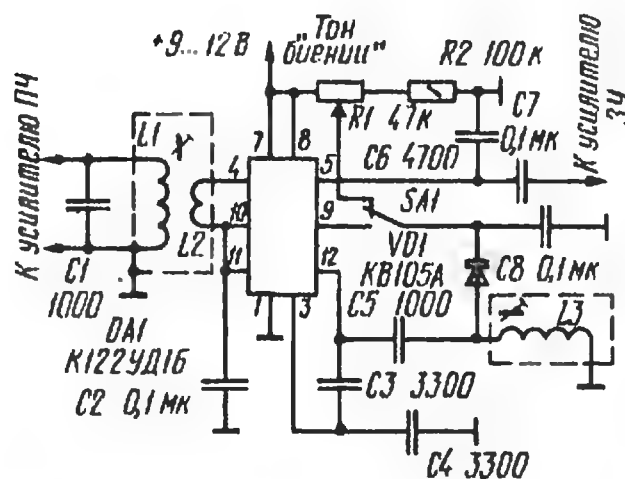 +9...12 В
„Тон
биений"
R2 100 к
К усилителю ПЧ
L1
7
8
R1 47к
C7
0,1 мк
К усилителю
ЗЧ
4
5
C6 4700
10
9
SA1
L2
11
12
VD1
КВ105А
C1
1000
1
3
C5 1000
C8 0,1 мк
L3
DA1
К122УД1Б
C2 0,1 мк
C3 3300
C4 3300